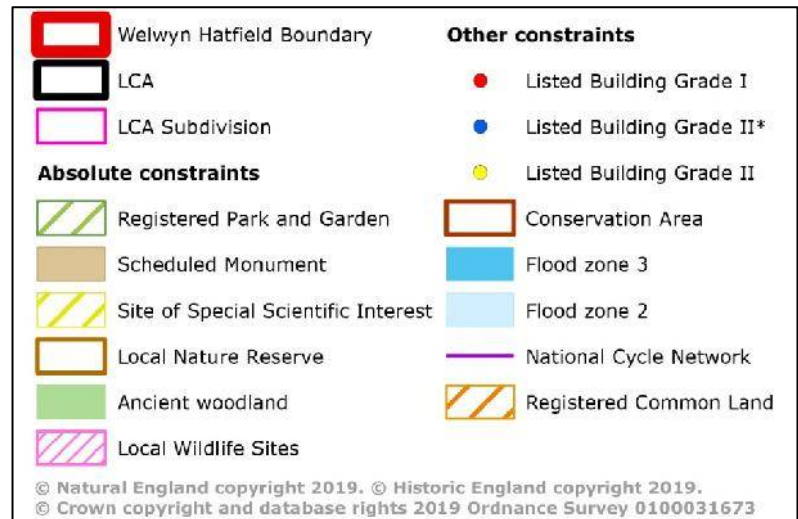 Welwyn Hatfield Boundary
LCA
LCA Subdivision
Absolute constraints
Registered Park and Garden
Scheduled Monument
Site of Special Scientific Interest
Local Nature Reserve
Ancient woodland
Local Wildlife Sites
Other constraints
Listed Building Grade I
Listed Building Grade II*
Listed Building Grade II
Conservation Area
Flood zone 3
Flood zone 2
National Cycle Network
Registered Common Land
© Natural England copyright 2019. © Historic England copyright 2019.
© Crown copyright and database rights 2019 Ordnance Survey 0100031673